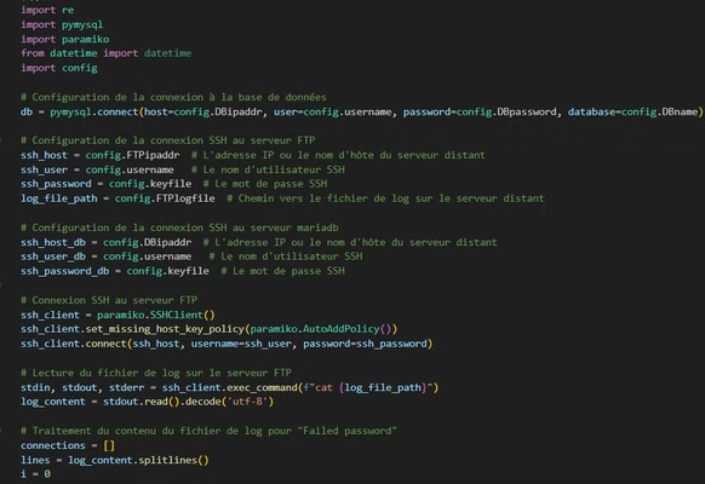 import re
import pymysql
import paramiko
from datetime import datetime
import config
# Configuration de la connexion à la base de données
db = pymysql.connect(host=config.DBipaddr, user=config.username, password=config.DBpassword, database=config.DBname)
# Configuration de la connexion SSH au serveur FTP
ssh_host = config.FTPipaddr  # L'adresse IP ou le nom d'hôte du serveur distant
ssh_user = config.username   # Le nom d'utilisateur SSH
ssh_password = config.keyfile  # Le mot de passe SSH
log_file_path = config.FTPlogfile  # Chemin vers le fichier de log sur le serveur distant
# Configuration de la connexion SSH au serveur mariadb
ssh_host_db = config.DBipaddr  # L'adresse IP ou le nom d'hôte du serveur distant
ssh_user_db = config.username   # Le nom d'utilisateur SSH
ssh_password_db = config.keyfile  # Le mot de passe SSH
# Connexion SSH au serveur FTP
ssh_client = paramiko.SSHClient()
ssh_client.set_missing_host_key_policy(paramiko.AutoAddPolicy())
ssh_client.connect(ssh_host, username=ssh_user, password=ssh_password)
# Lecture du fichier de log sur le serveur FTP
stdin, stdout, stderr = ssh_client.exec_command(f"cat {log_file_path}")
log_content = stdout.read().decode('utf-8')
# Traitement du contenu du fichier de log pour "Failed password"
connections = []
lines = log_content.splitlines()
i = 0